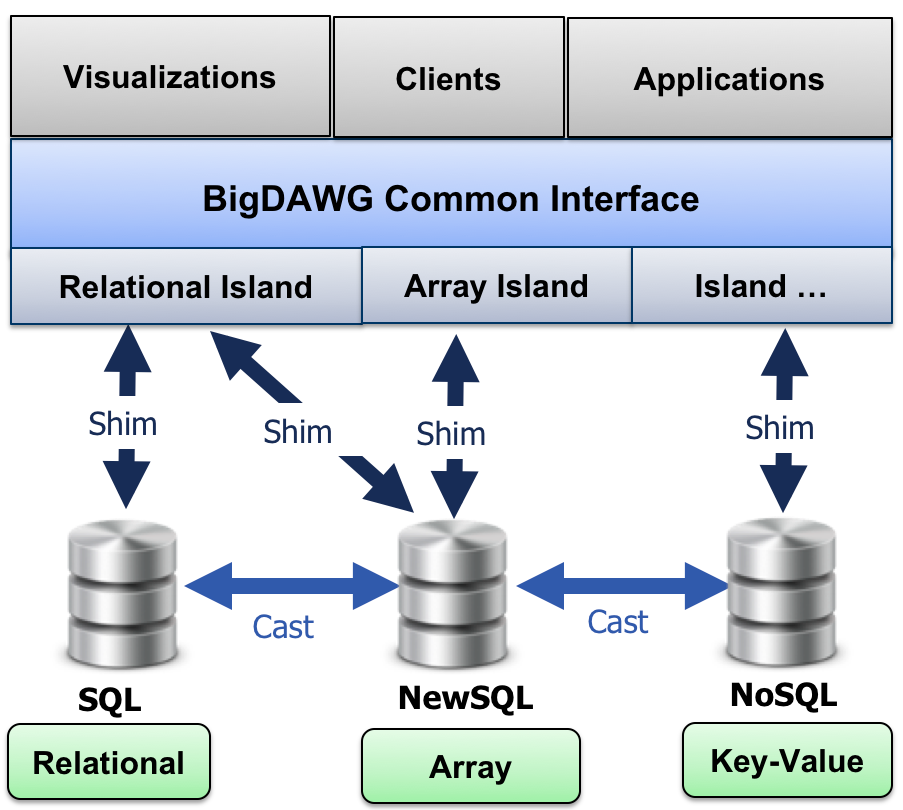 Visualizations
Clients
Applications
BigDAWG Common Interface
Relational Island
Array Island
Island …
Shim
Shim
Shim
Shim
Cast
Cast
SQL
NewSQL
NoSQL
Relational
Array
Key-Value